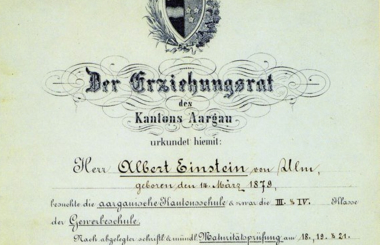 Der Erziehungsrat
des
Kantons Aargau
urkundet hiemit:
Herr Albert Einstein von Ulm,
geboren den 14. März 1879,
besuchte die aargauische Kantonsschule & zwar die III. & IV. Klasse
der Gewerbeschule.
Nach abgelegter schriftl. & mündl. Maturitätsprüfung am 18., 19. & 21.